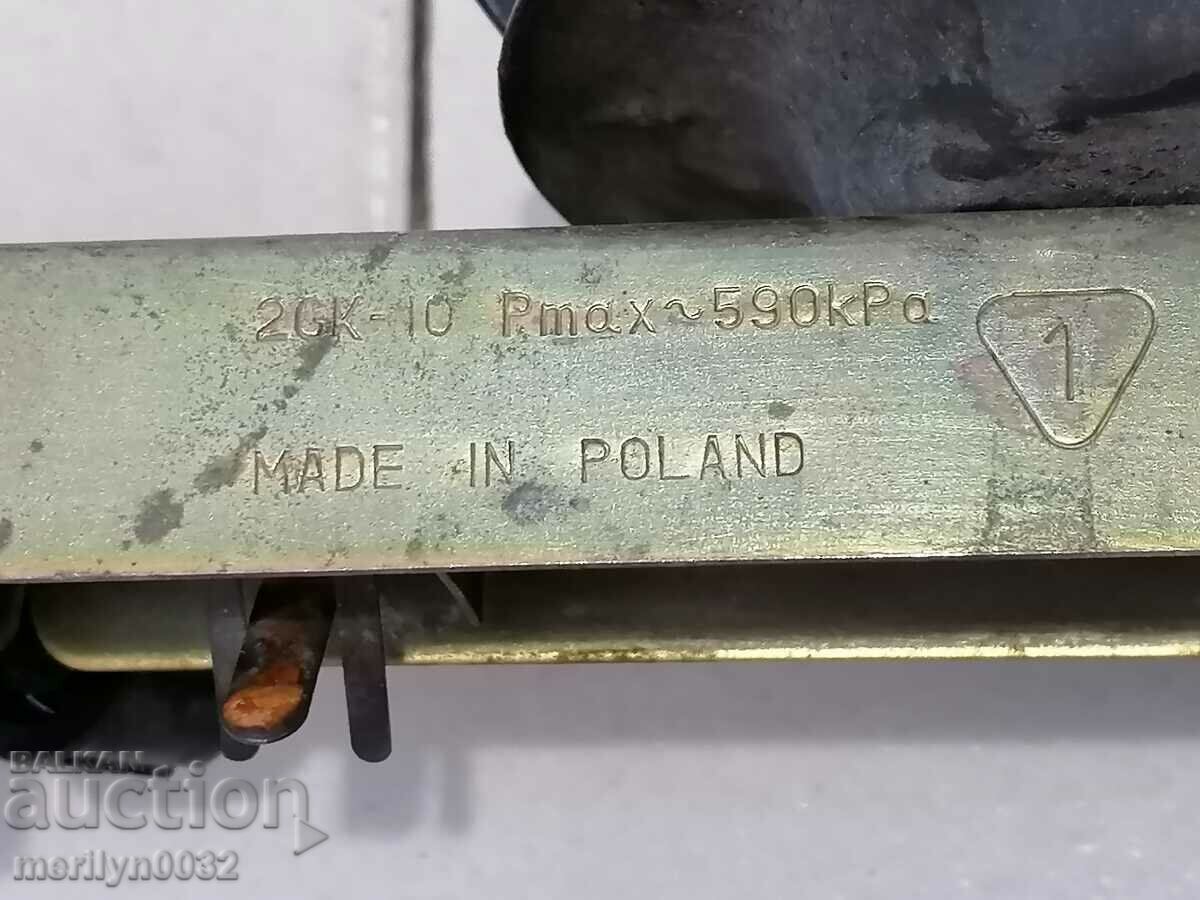 2GK-10 Pmax~590kPa
1
MADE IN POLAND
BALKAN
auction
merilyn0032